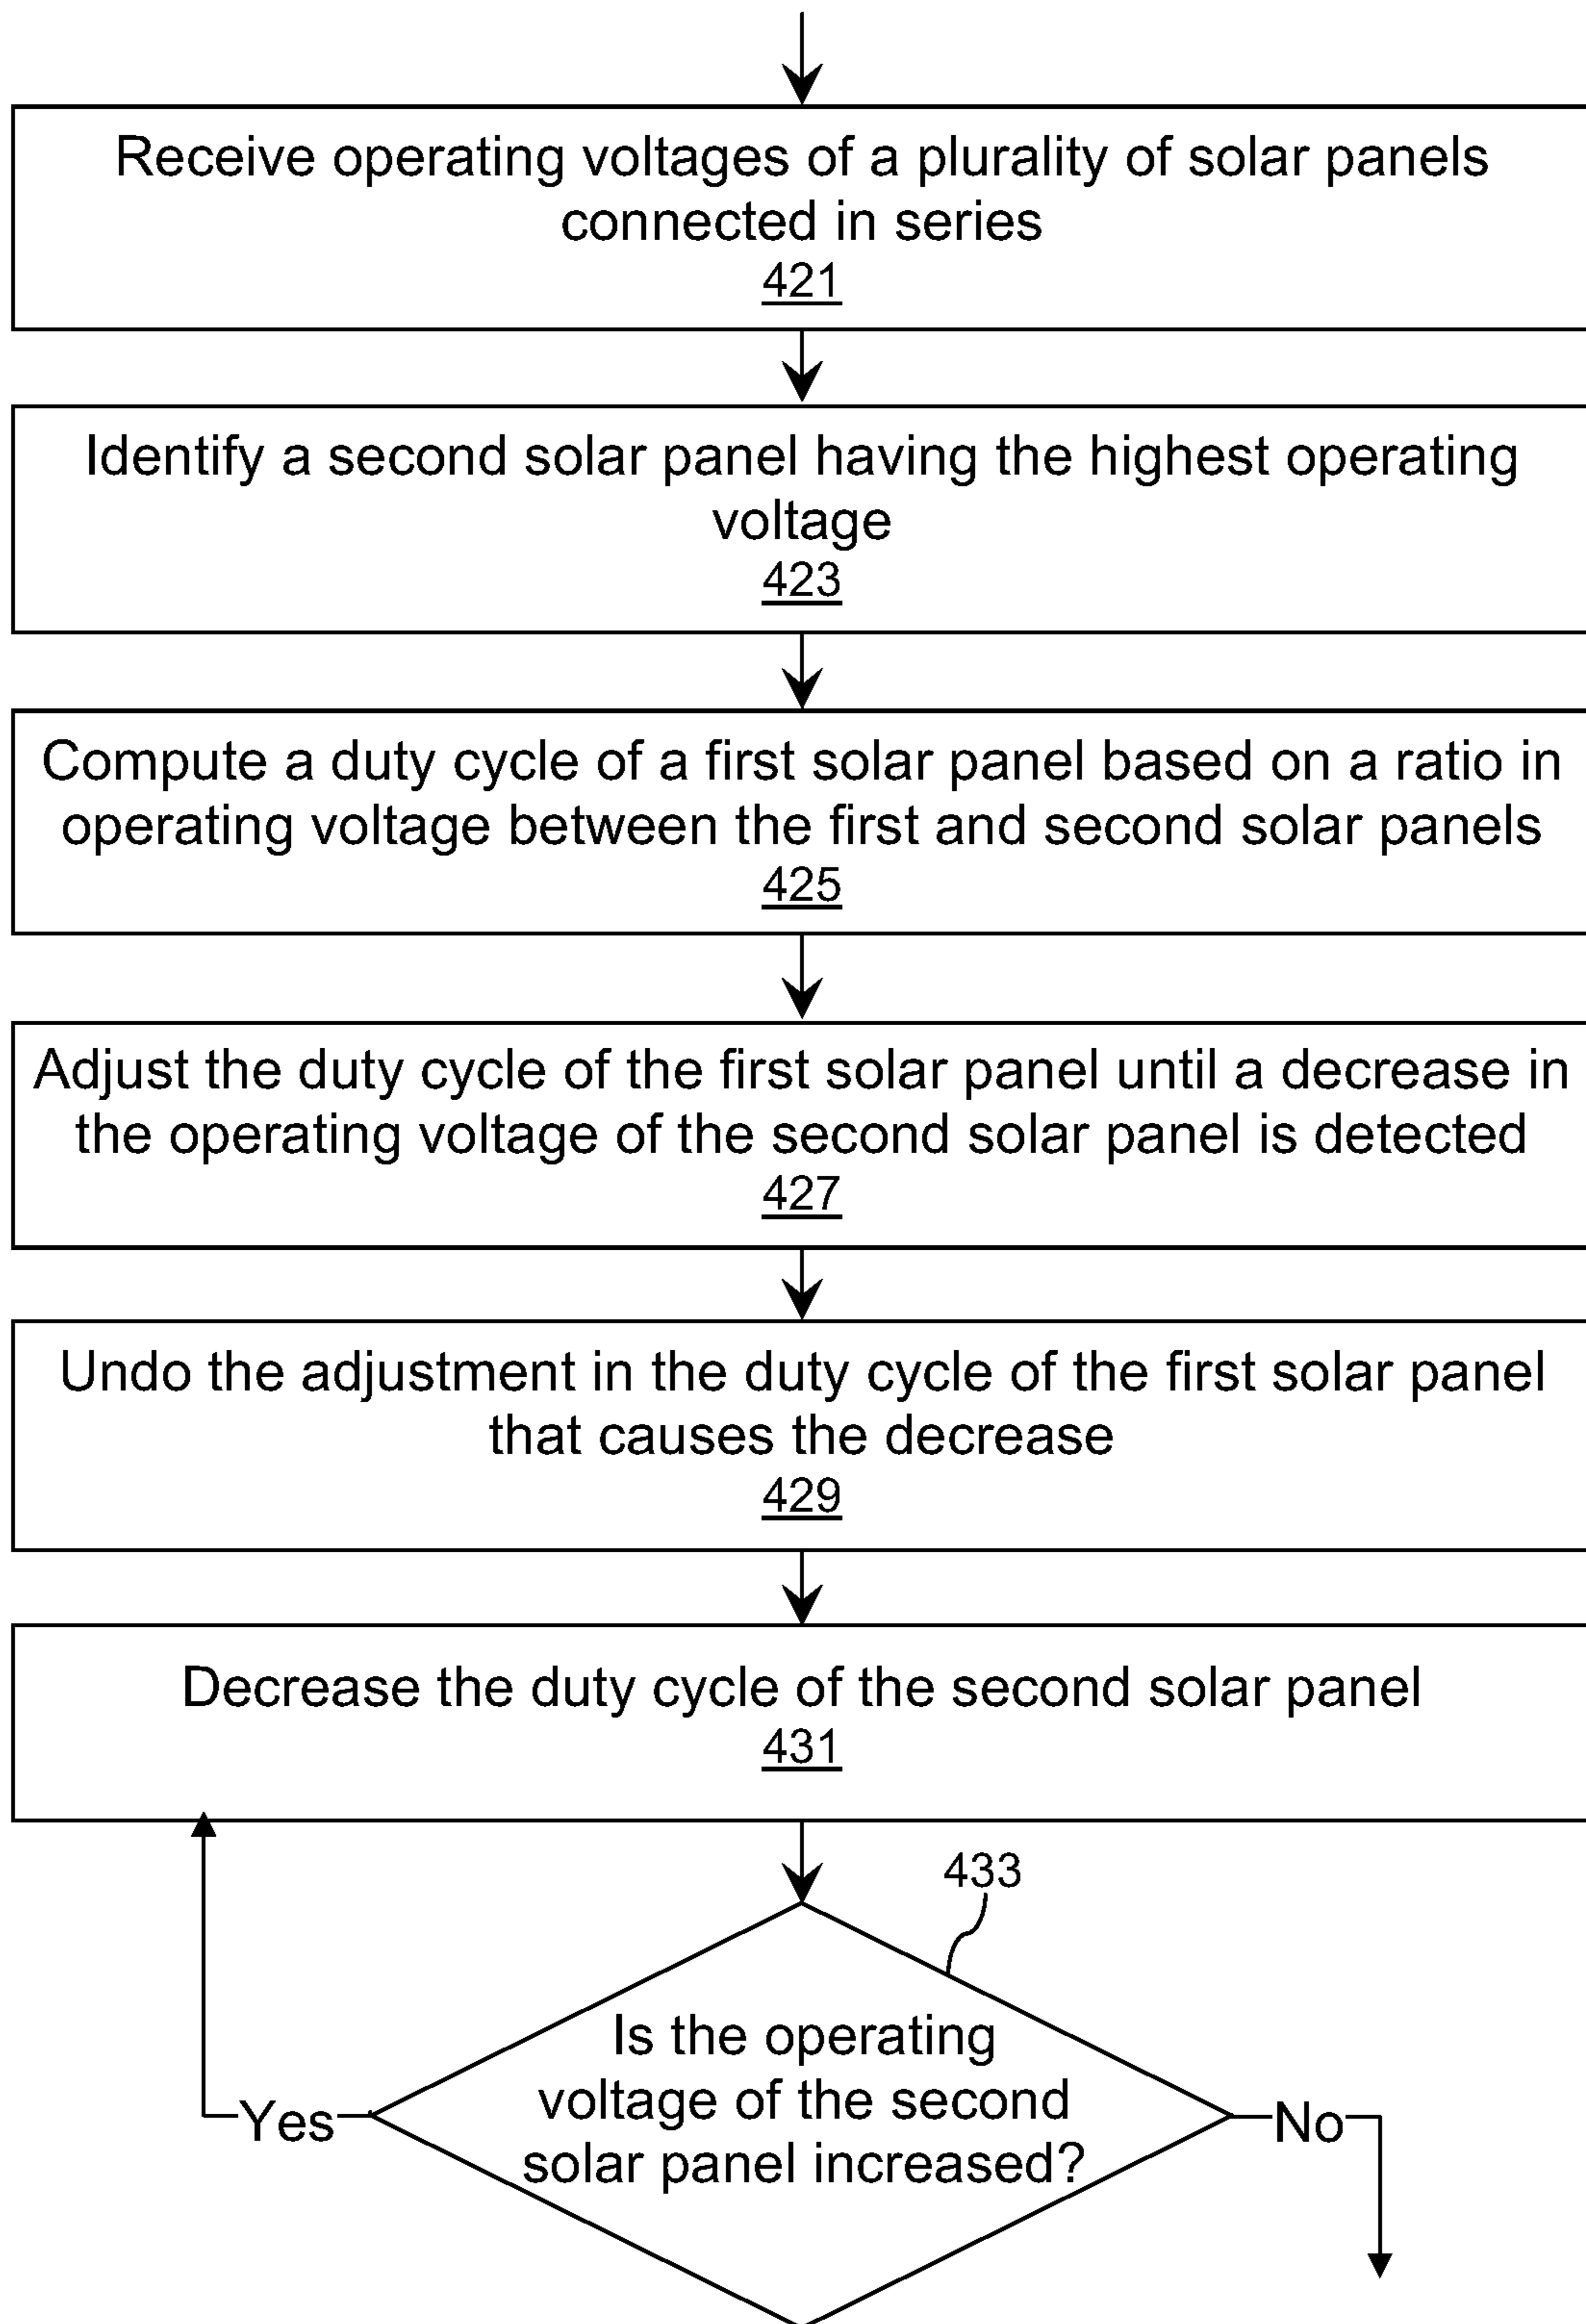 Receive operating voltages of a plurality of solar panels
connected in series
421
Identify a second solar panel having the highest operating
voltage
423
Compute a duty cycle of a first solar panel based on a ratio in
operating voltage between the first and second solar panels
425
Adjust the duty cycle of the first solar panel until a decrease in
the operating voltage of the second solar panel is detected
427
Undo the adjustment in the duty cycle of the first solar panel
that causes the decrease
429
Decrease the duty cycle of the second solar panel
431
433
Is the operating
voltage of the second
solar panel increased?
Yes
No